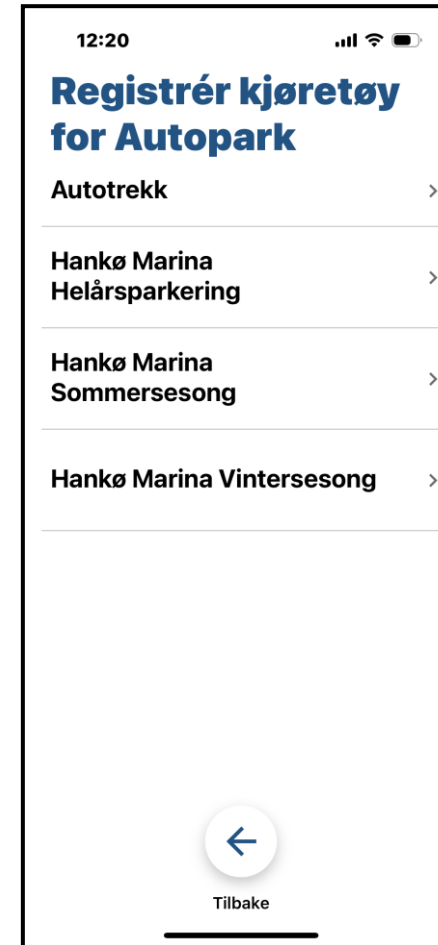 12:20
Registrér kjøretøy
for Autopark
Autotrekk
Hankø Marina
Helårsparkering
Hankø Marina
Sommersesong
Hankø Marina Vintersesong
Tilbake